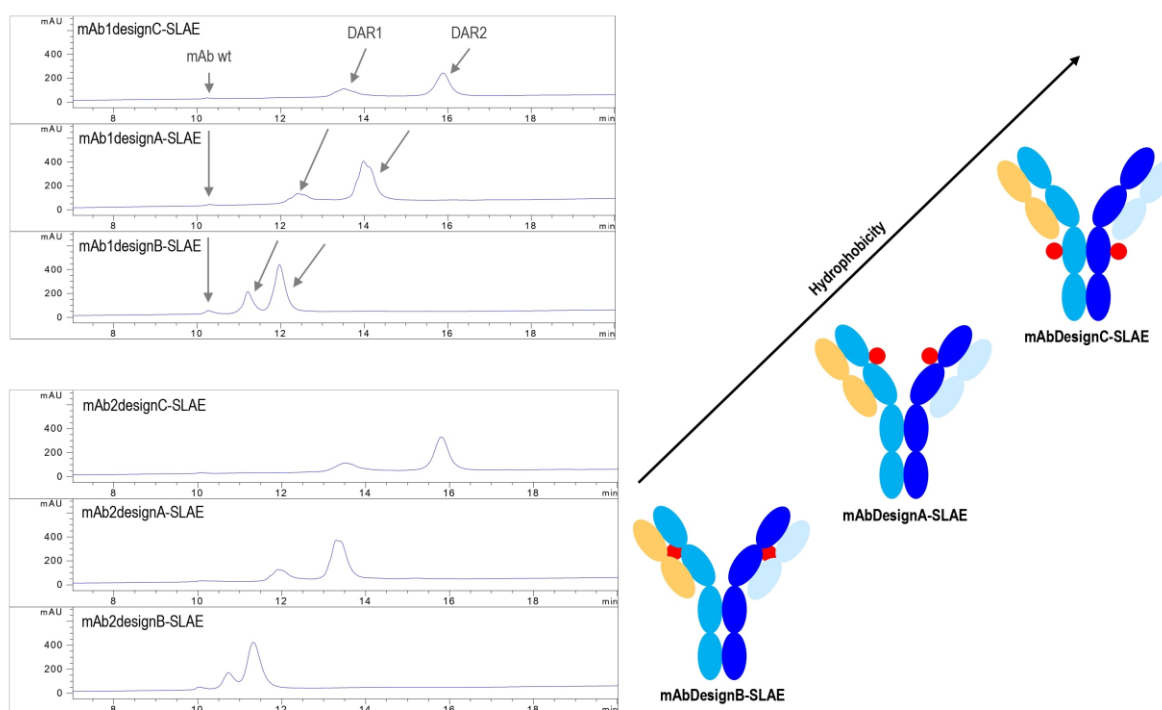 mAU
mAb1designC-SLAE
mAb wt
DAR1
DAR2
400
200
0
8 10 12 14 16 18 min
mAU
mAb1designA-SLAE
400
200
0
8 10 12 14 16 18 min
mAU
mAb1designB-SLAE
400
200
0
8 10 12 14 16 18 min
mAU
mAb2designC-SLAE
400
200
0
8 10 12 14 16 18 min
mAU
mAb2designA-SLAE
400
200
0
8 10 12 14 16 18 min
mAU
mAb2designB-SLAE
400
200
0
8 10 12 14 16 18 min
Hydrophobicity
mAbDesignC-SLAE
mAbDesignA-SLAE
mAbDesignB-SLAE